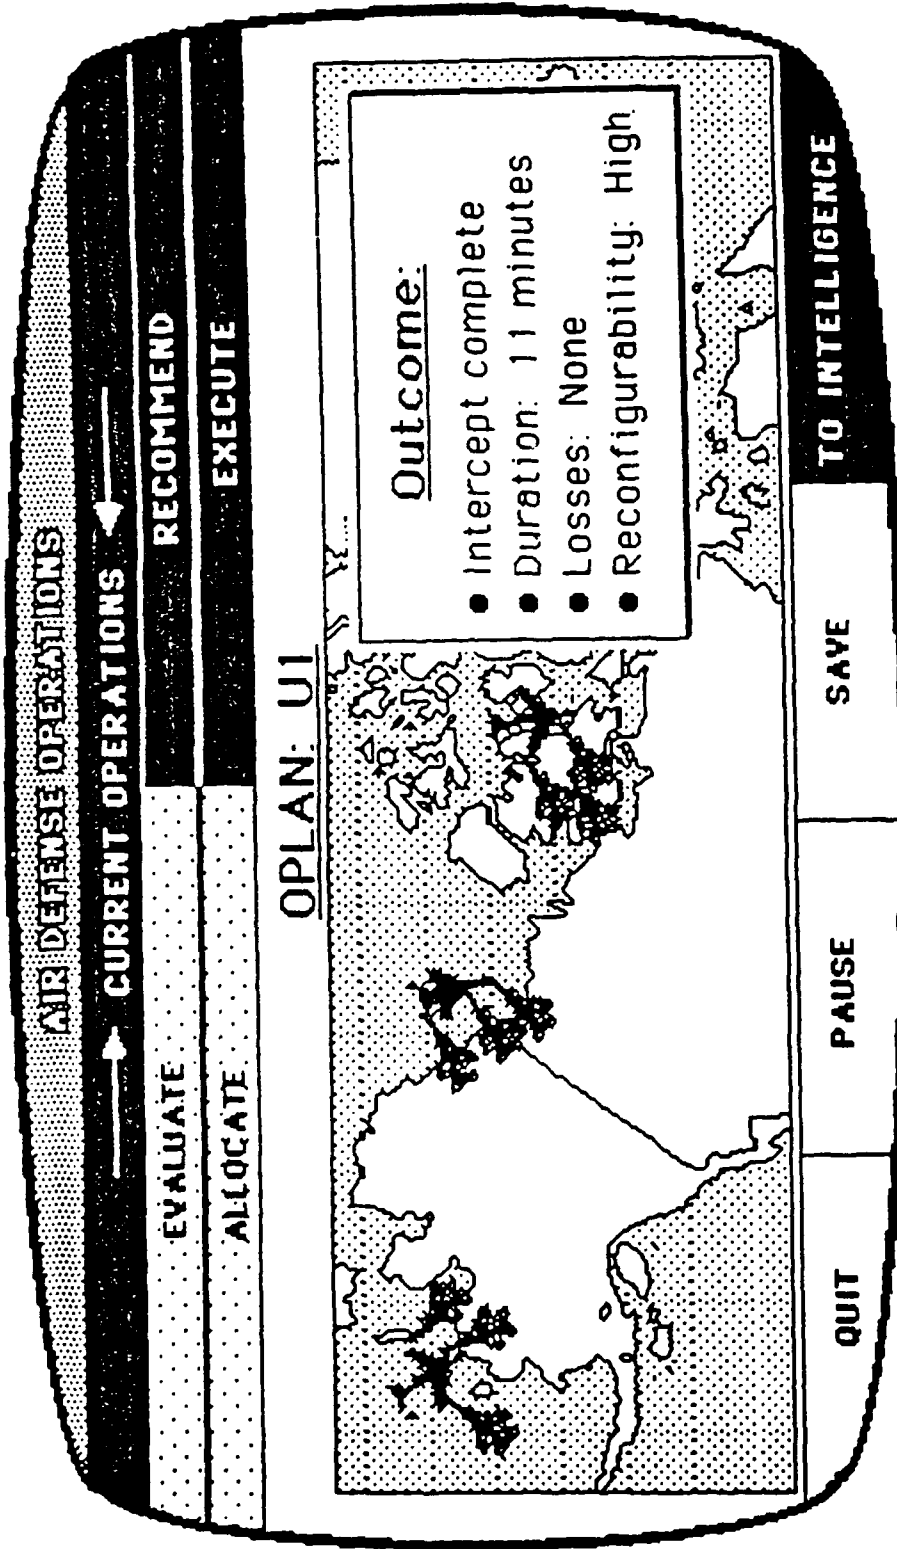 AIR DEFENSE OPERATIONS
CURRENT OPERATIONS
EVALUATE
RECOMMEND
ALLOCATE
EXECUTE
OPLAN: U1
Outcome:
● Intercept complete
● Duration: 11 minutes
● Losses: None
● Reconfigurability: High
QUIT
PAUSE
SAVE
TO INTELLIGENCE